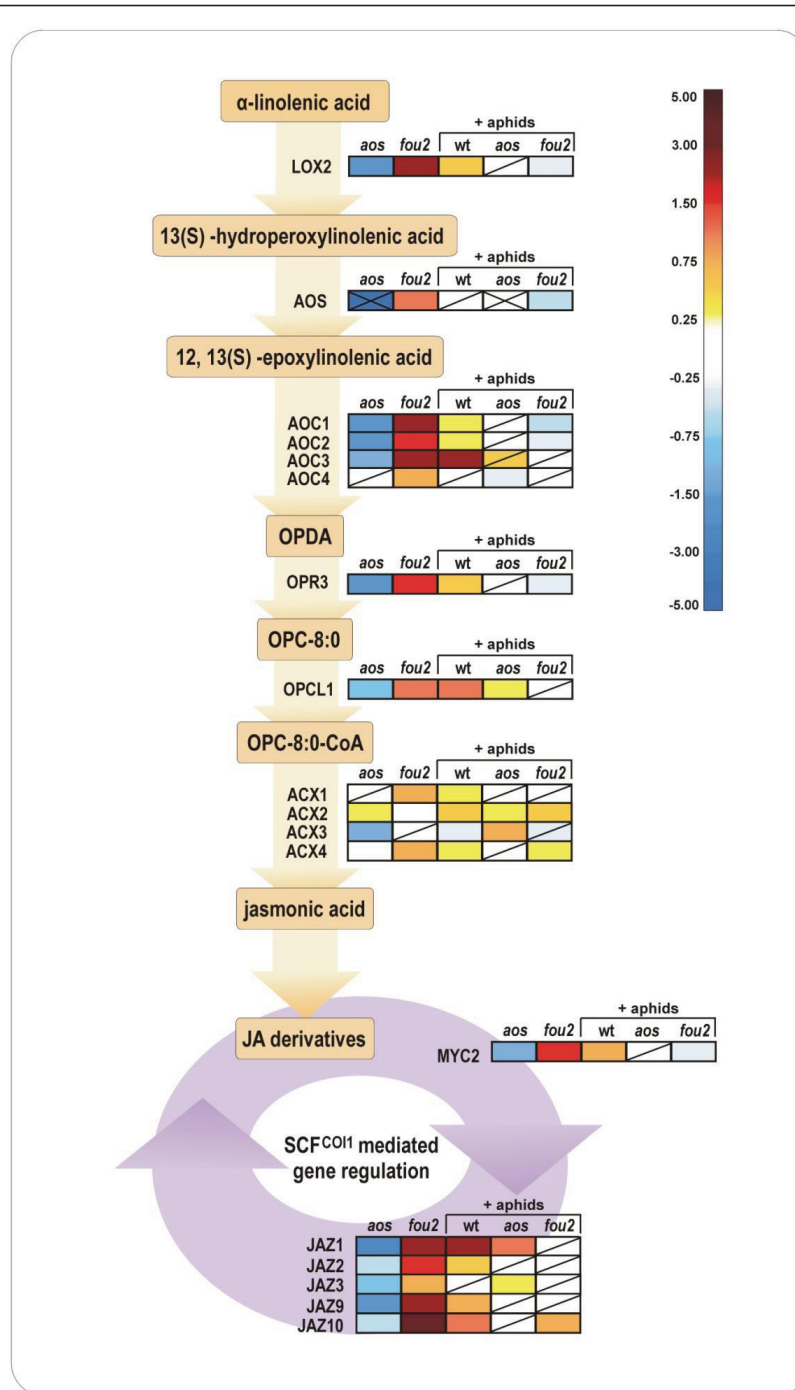 α-linolenic acid
+ aphids
aos fou2 wt aos fou2
LOX2
13(S) -hydroperoxylinolenic acid
+ aphids
aos fou2 wt aos fou2
AOS
12, 13(S) -epoxylinolenic acid
+ aphids
aos fou2 wt aos fou2
AOC1
AOC2
AOC3
AOC4
OPDA
+ aphids
aos fou2 wt aos fou2
OPR3
OPC-8:0
+ aphids
aos fou2 wt aos fou2
OPCL1
OPC-8:0-CoA
+ aphids
aos fou2 wt aos fou2
ACX1
ACX2
ACX3
ACX4
jasmonic acid
JA derivatives
+ aphids
aos fou2 wt aos fou2
MYC2
SCFCOI1 mediated
gene regulation
+ aphids
aos fou2 wt aos fou2
JAZ1
JAZ2
JAZ3
JAZ9
JAZ10
5.00
3.00
1.50
0.75
0.25
-0.25
-0.75
-1.50
-3.00
-5.00